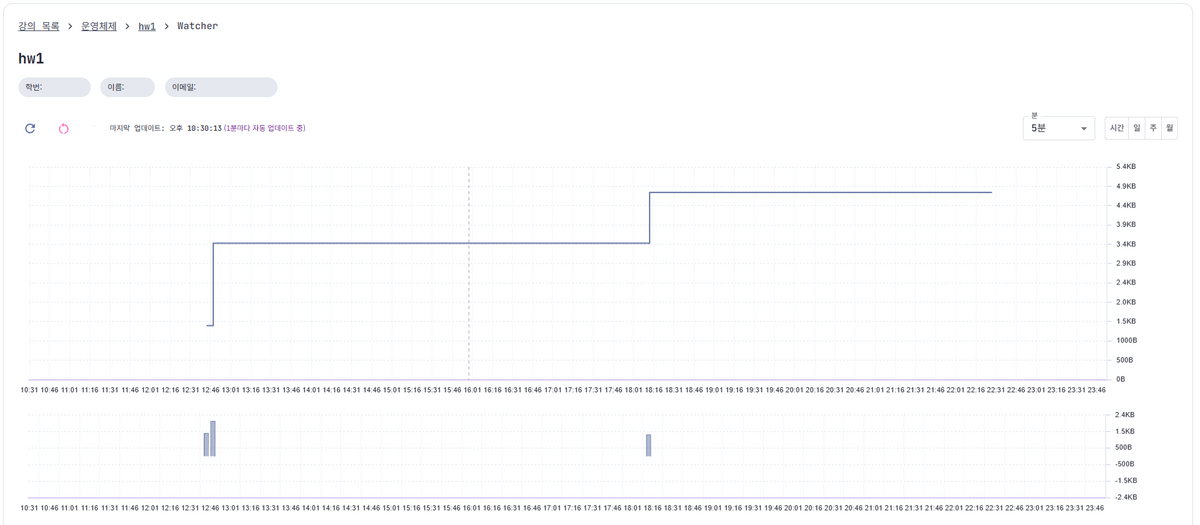 강의 목록 > 운영체제 > hw1 > Watcher
hw1
학번: 이름: 이메일:
마지막 업데이트: 오후 10:30:13 (1분마다 자동 업데이트 중)
분
5분
시간 일 주 월
5.4KB
4.9KB
4.4KB
3.9KB
3.4KB
2.9KB
2.4KB
2.0KB
1.5KB
1000B
500B
0B
10:31 10:46 11:01 11:16 11:31 11:46 12:01 12:16 12:31 12:46 13:01 13:16 13:31 13:46 14:01 14:16 14:31 14:46 15:01 15:16 15:31 15:46 16:01 16:16 16:31 16:46 17:01 17:16 17:31 17:46 18:01 18:16 18:31 18:46 19:01 19:16 19:31 19:46 20:01 20:16 20:31 20:46 21:01 21:16 21:31 21:46 22:01 22:16 22:31 22:46 23:01 23:16 23:31 23:46
2.4KB
1.5KB
500B
-500B
-1.5KB
-2.4KB
10:31 10:46 11:01 11:16 11:31 11:46 12:01 12:16 12:31 12:46 13:01 13:16 13:31 13:46 14:01 14:16 14:31 14:46 15:01 15:16 15:31 15:46 16:01 16:16 16:31 16:46 17:01 17:16 17:31 17:46 18:01 18:16 18:31 18:46 19:01 19:16 19:31 19:46 20:01 20:16 20:31 20:46 21:01 21:16 21:31 21:46 22:01 22:16 22:31 22:46 23:01 23:16 23:31 23:46